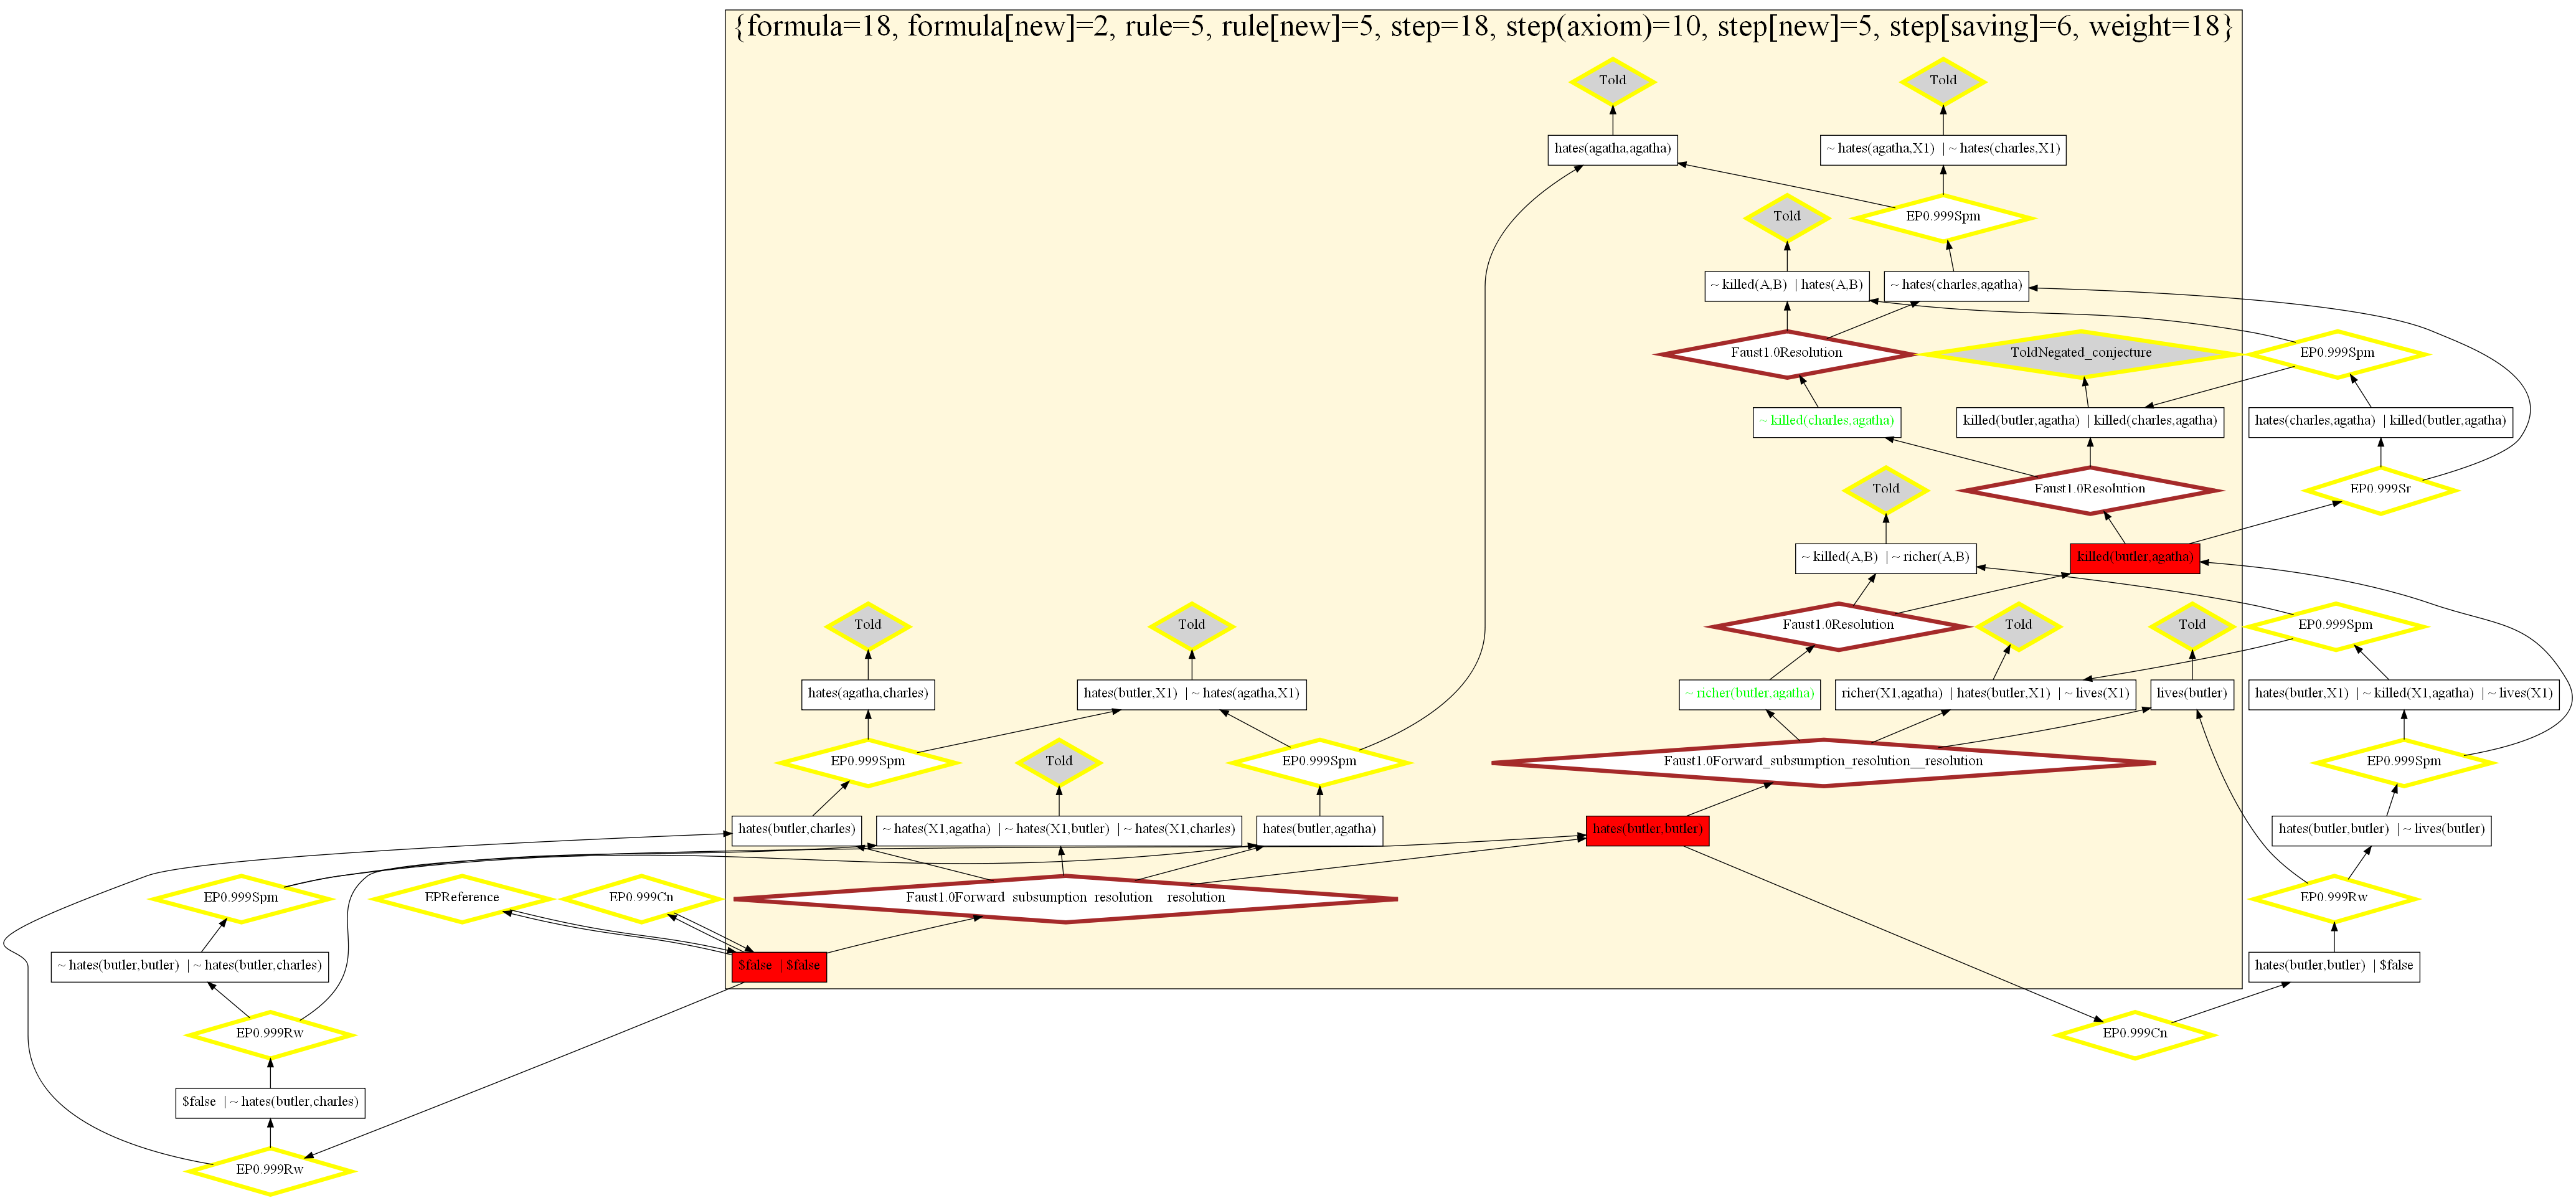 {formula=18, formula[new]=2, rule=5, rule[new]=5, step=18, step(axiom)=10, step[new]=5, step[saving]=6, weight=18}
Told
Told
hates(agatha,agatha)
~ hates(agatha,X1) | ~ hates(charles,X1)
Told
EP0.999Spm
~ killed(A,B) | hates(A,B)
~ hates(charles,agatha)
Faust1.0Resolution
ToldNegated_conjecture
EP0.999Spm
~ killed(charles,agatha)
killed(butler,agatha) | killed(charles,agatha)
hates(charles,agatha) | killed(butler,agatha)
Told
Faust1.0Resolution
EP0.999Sr
~ killed(A,B) | ~ richer(A,B)
killed(butler,agatha)
Told
Told
Faust1.0Resolution
Told
Told
EP0.999Spm
hates(agatha,charles)
hates(butler,X1) | ~ hates(agatha,X1)
~ richer(butler,agatha)
richer(X1,agatha) | hates(butler,X1) | ~ lives(X1)
lives(butler)
hates(butler,X1) | ~ killed(X1,agatha) | ~ lives(X1)
EP0.999Spm
Told
EP0.999Spm
Faust1.0Forward_subsumption_resolution__resolution
EP0.999Spm
hates(butler,charles)
~ hates(X1,agatha) | ~ hates(X1,butler) | ~ hates(X1,charles)
hates(butler,agatha)
hates(butler,butler)
hates(butler,butler) | ~ lives(butler)
EP0.999Spm
EPReference
EP0.999Cn
Faust1.0Forward_subsumption_resolution__resolution
EP0.999Rw
~ hates(butler,butler) | ~ hates(butler,charles)
$false | $false
hates(butler,butler) | $false
EP0.999Rw
EP0.999Cn
$false | ~ hates(butler,charles)
EP0.999Rw